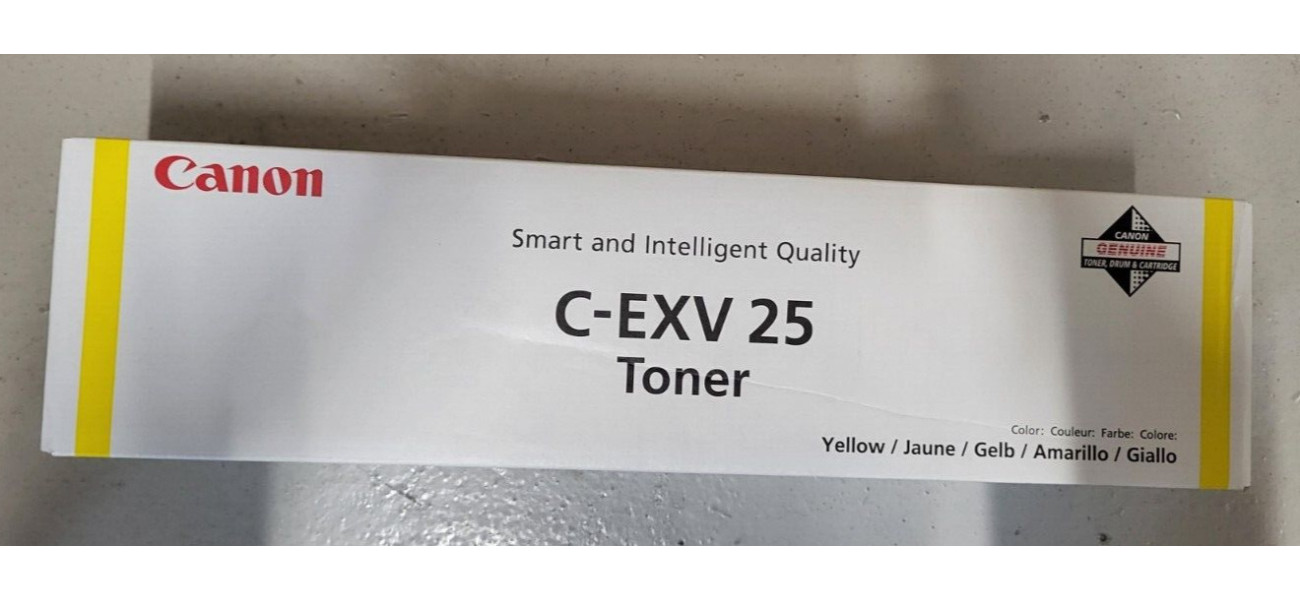 Canon
Smart and Intelligent Quality
CANON
GENUINE
TONER, DRUM & CARTRIDGE
C-EXV 25
Toner
Color: Couleur: Farbe: Colore:
Yellow / Jaune / Gelb / Amarillo / Giallo